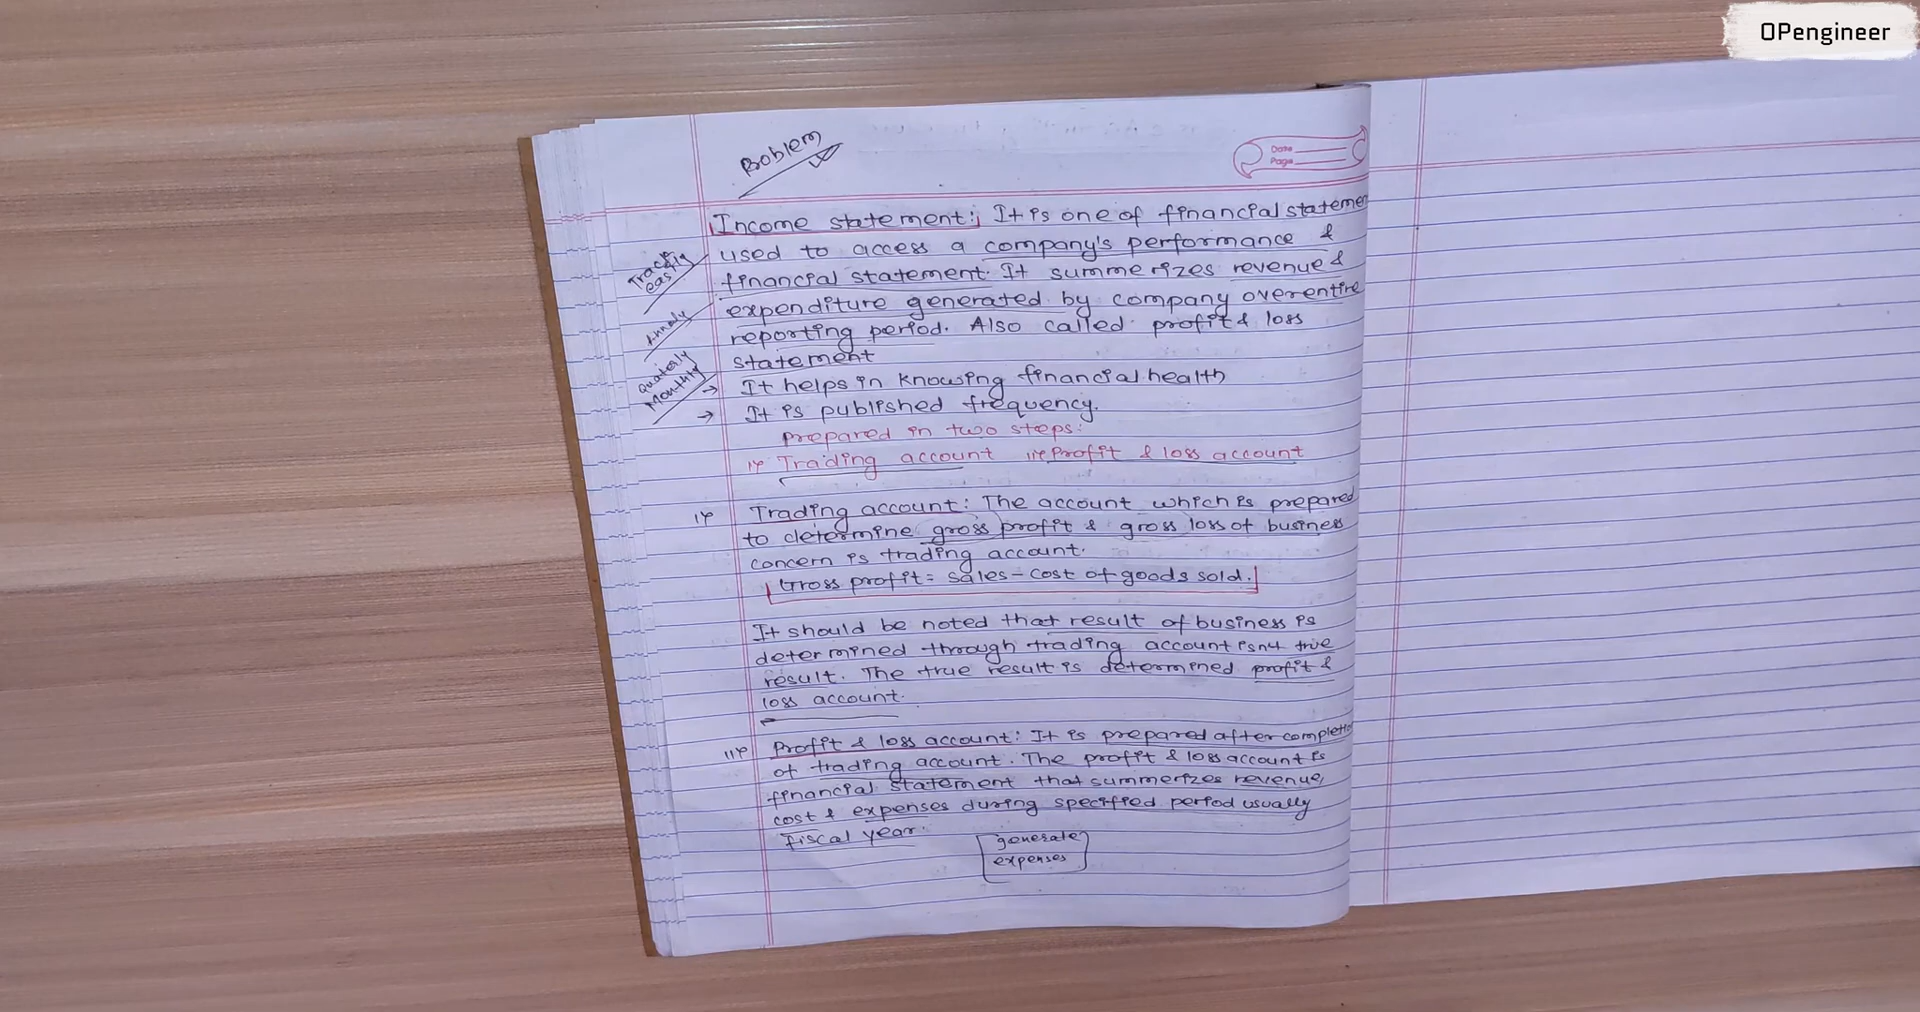 OPengineer
Problem
Date
Page
Income statement: It is one of financial statemen
used to access a company's performance &
financial statement. It summerizes revenue &
expenditure generated by company over entire
reporting period. Also called profit & loss
statement
Quaterly
Monthly
→ It helps in knowing financial health
→ It is published frequency.
prepared in two steps:
i) Trading account ii) Profit & loss account
i) Trading account: The account which is prepared
to determine gross profit & gross loss of business
concern is trading account.
Gross profit = sales - cost of goods sold.
It should be noted that result of business is
determined through trading account isnt true
result. The true result is determined profit &
loss account.
ii) Profit & loss account: It is prepared after completio
of trading account. The profit & loss account is
financial statement that summerizes revenue,
cost & expenses during specified period usually
fiscal year.
generate
expenses